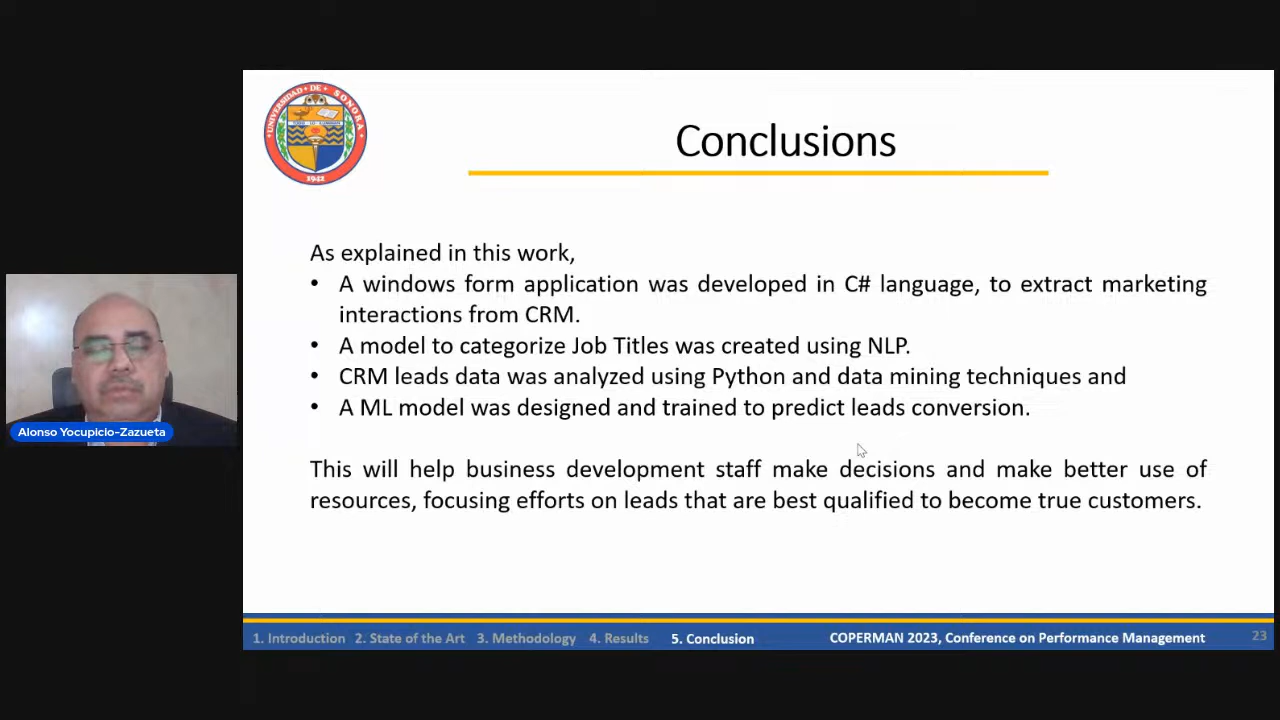 UNIVERSIDAD DE SONORA
1942
Conclusions
As explained in this work,
• A windows form application was developed in C# language, to extract marketing
interactions from CRM.
• A model to categorize Job Titles was created using NLP.
• CRM leads data was analyzed using Python and data mining techniques and
• A ML model was designed and trained to predict leads conversion.
This will help business development staff make decisions and make better use of
resources, focusing efforts on leads that are best qualified to become true customers.
Alonso Yocupicio-Zazueta
1. Introduction 2. State of the Art 3. Methodology 4. Results 5. Conclusion COPERMAN 2023, Conference on Performance Management 23